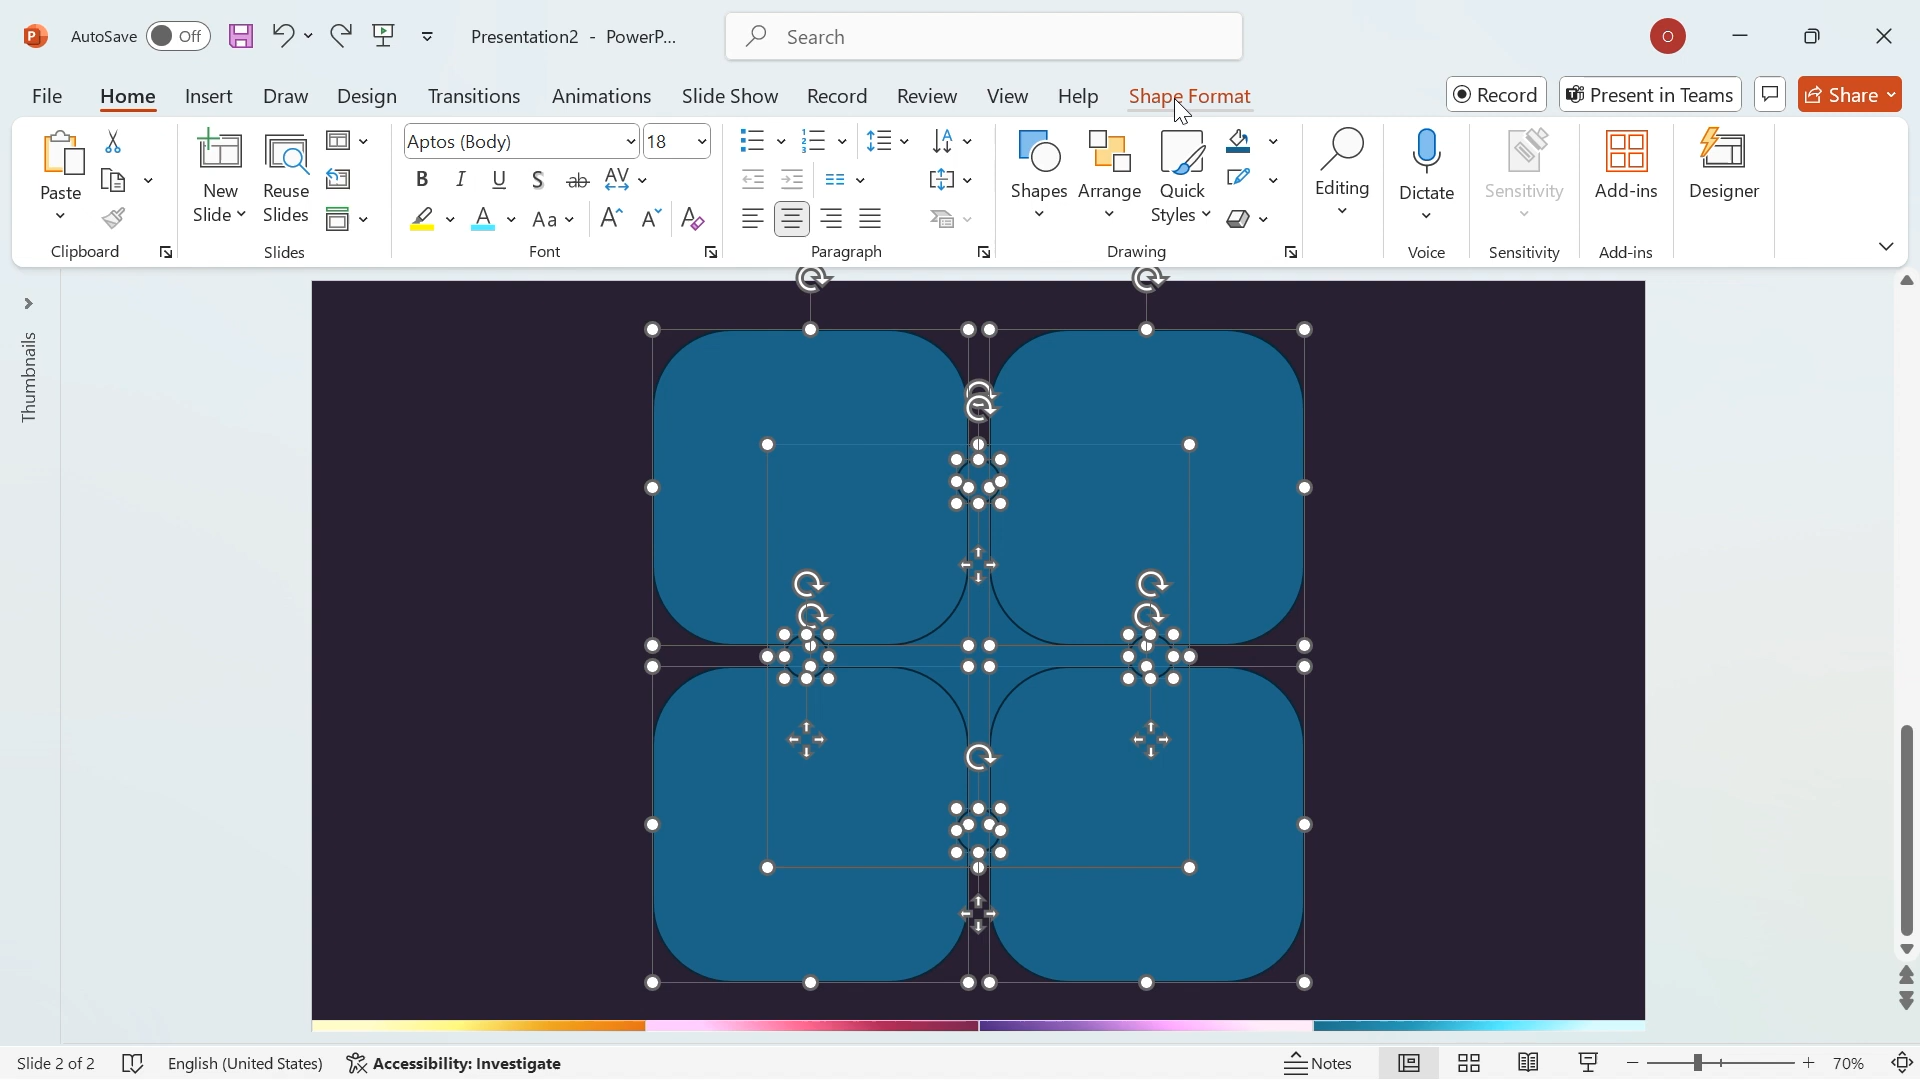 AutoSave Off Presentation2 - PowerP... Search O
File Home Insert Draw Design Transitions Animations Slide Show Record Review View Help Shape Format Record Present in Teams Share
Paste
New
Slide
Reuse
Slides
Aptos (Body) 18
Shapes
Arrange
Quick
Styles
Editing
Dictate
Sensitivity
Add-ins
Designer
Clipboard Slides Font Paragraph Drawing Voice Sensitivity Add-ins
Thumbnails
Slide 2 of 2 English (United States) Accessibility: Investigate Notes 70%